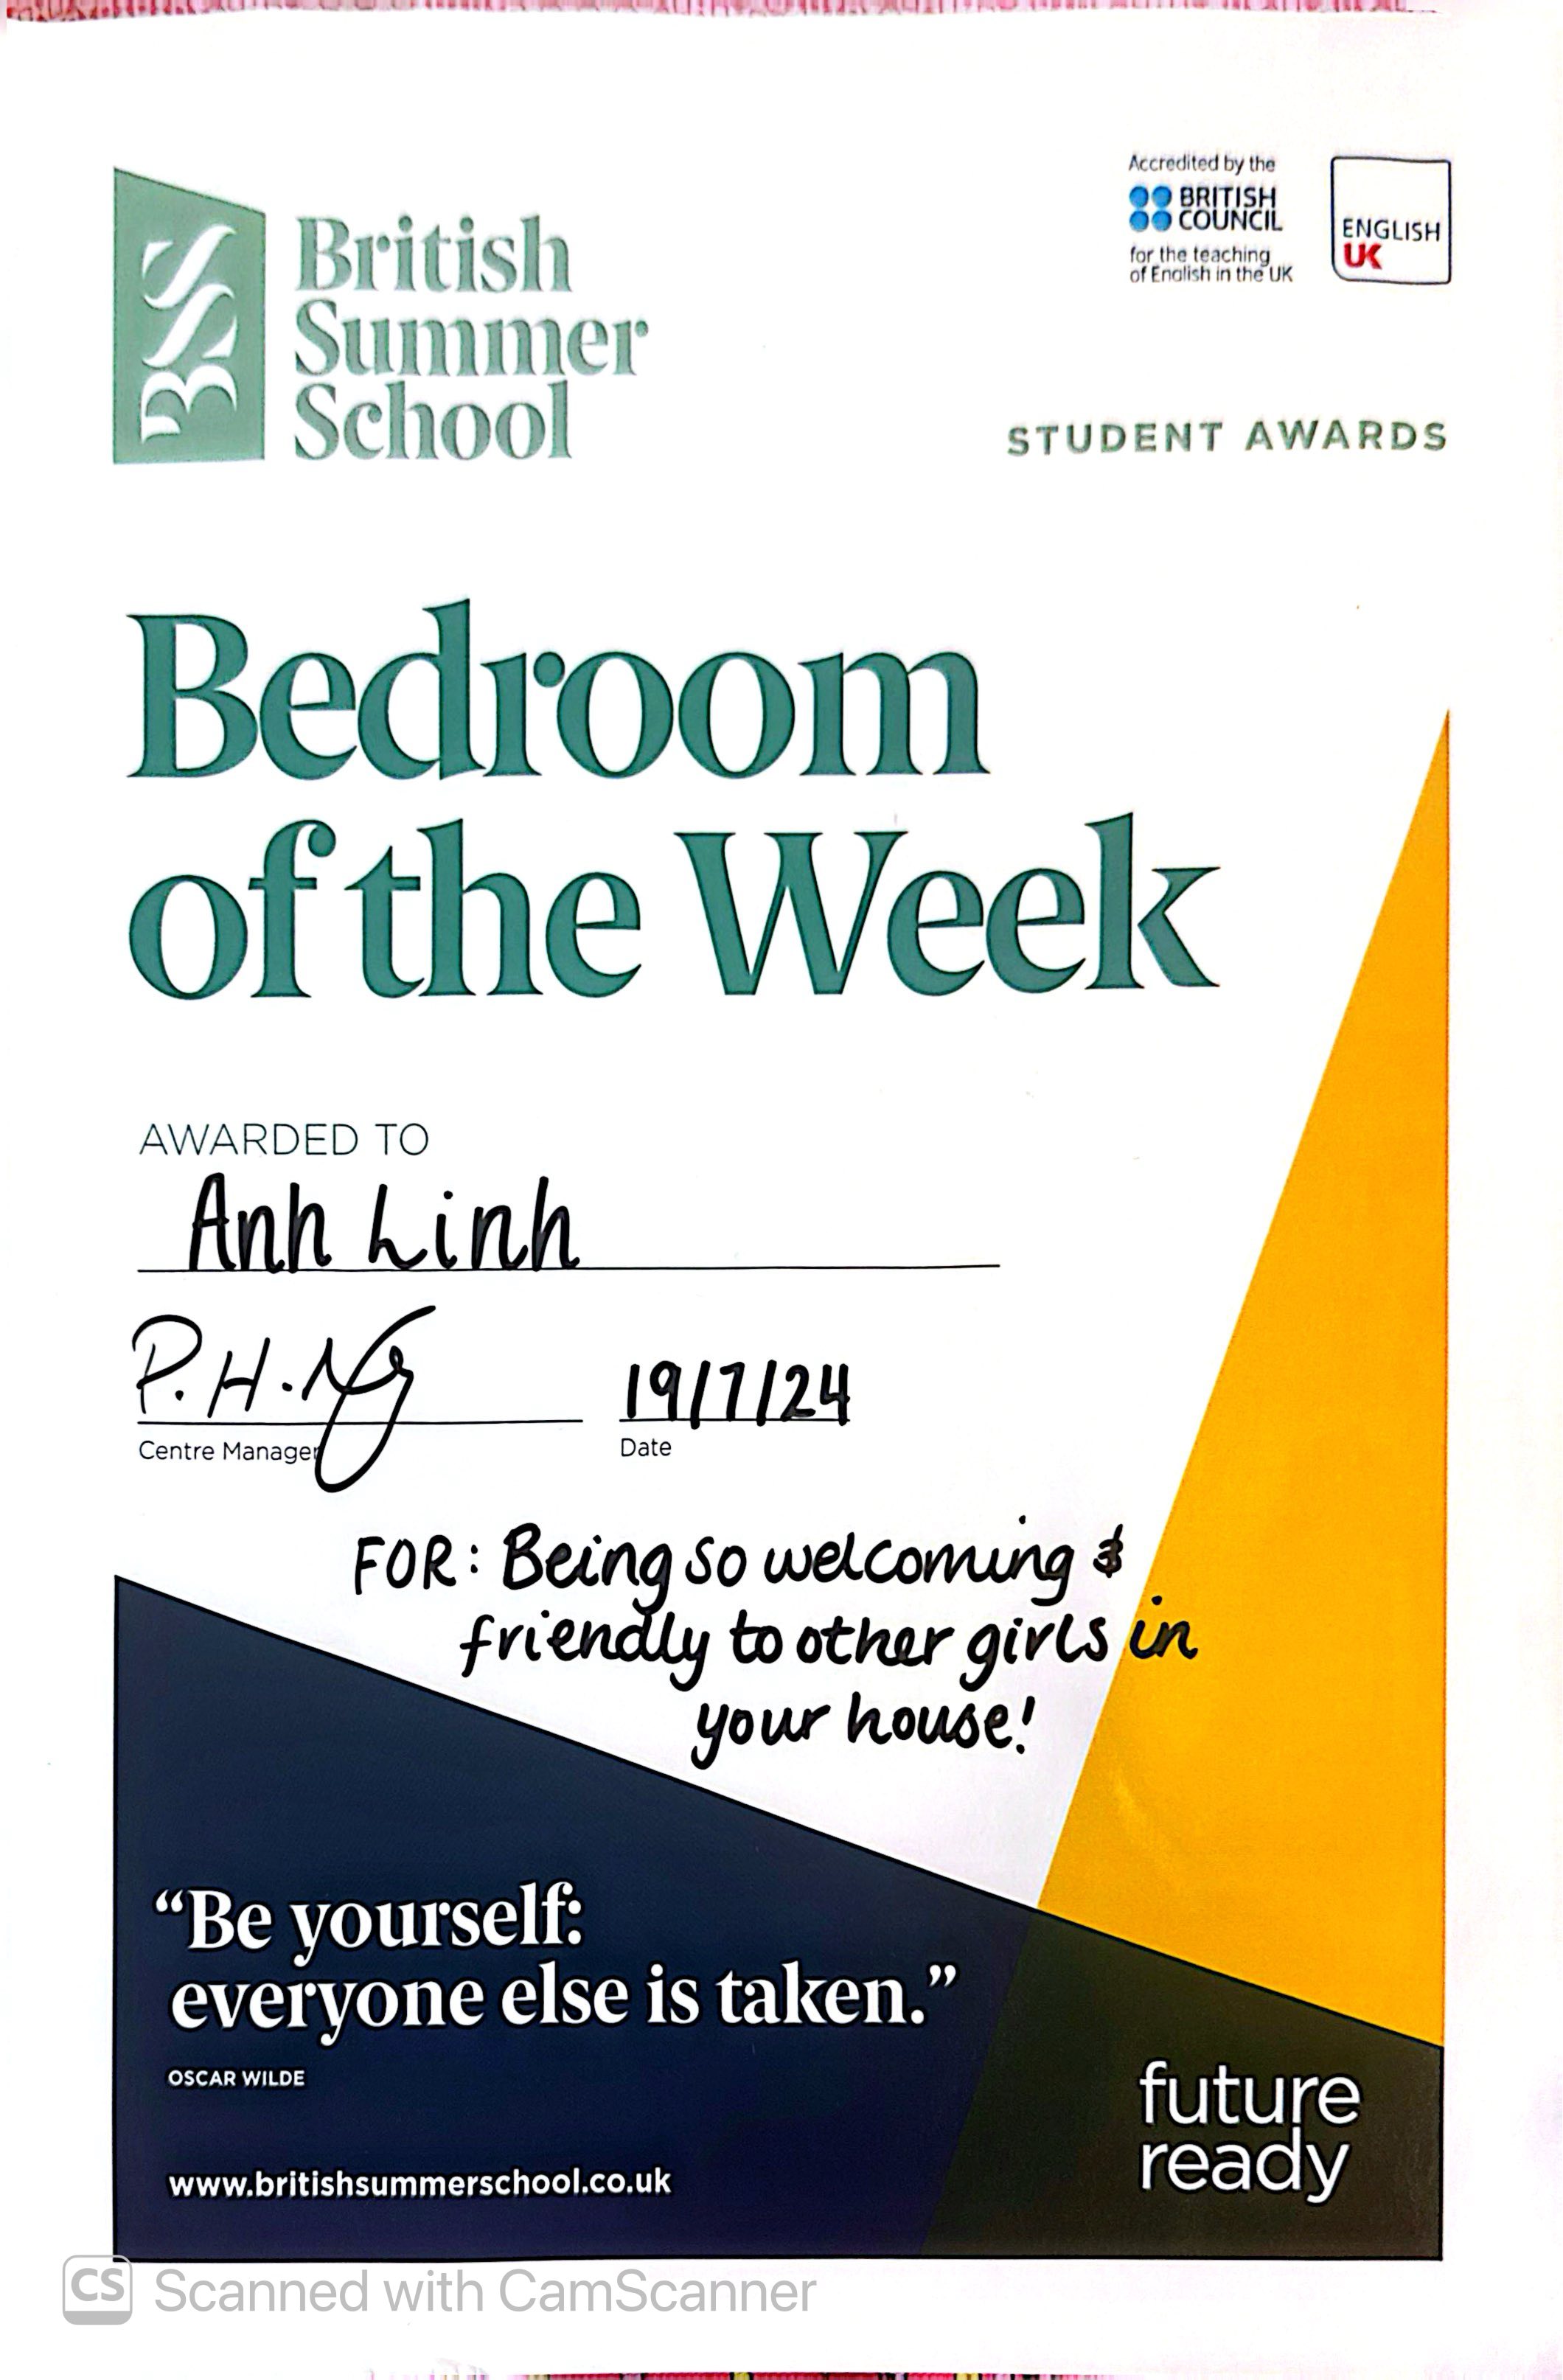 BSS
British
Summer
School
Accredited by the
BRITISH
COUNCIL
for the teaching
of English in the UK
ENGLISH
UK
STUDENT AWARDS
Bedroom
of the Week
AWARDED TO
Anh Linh
P.H.Ng
19/7/24
Centre Manager
Date
FOR: Being so welcoming &
friendly to other girls in
your house!
“Be yourself:
everyone else is taken.”
OSCAR WILDE
www.britishsummerschool.co.uk
future
ready
CS Scanned with CamScanner